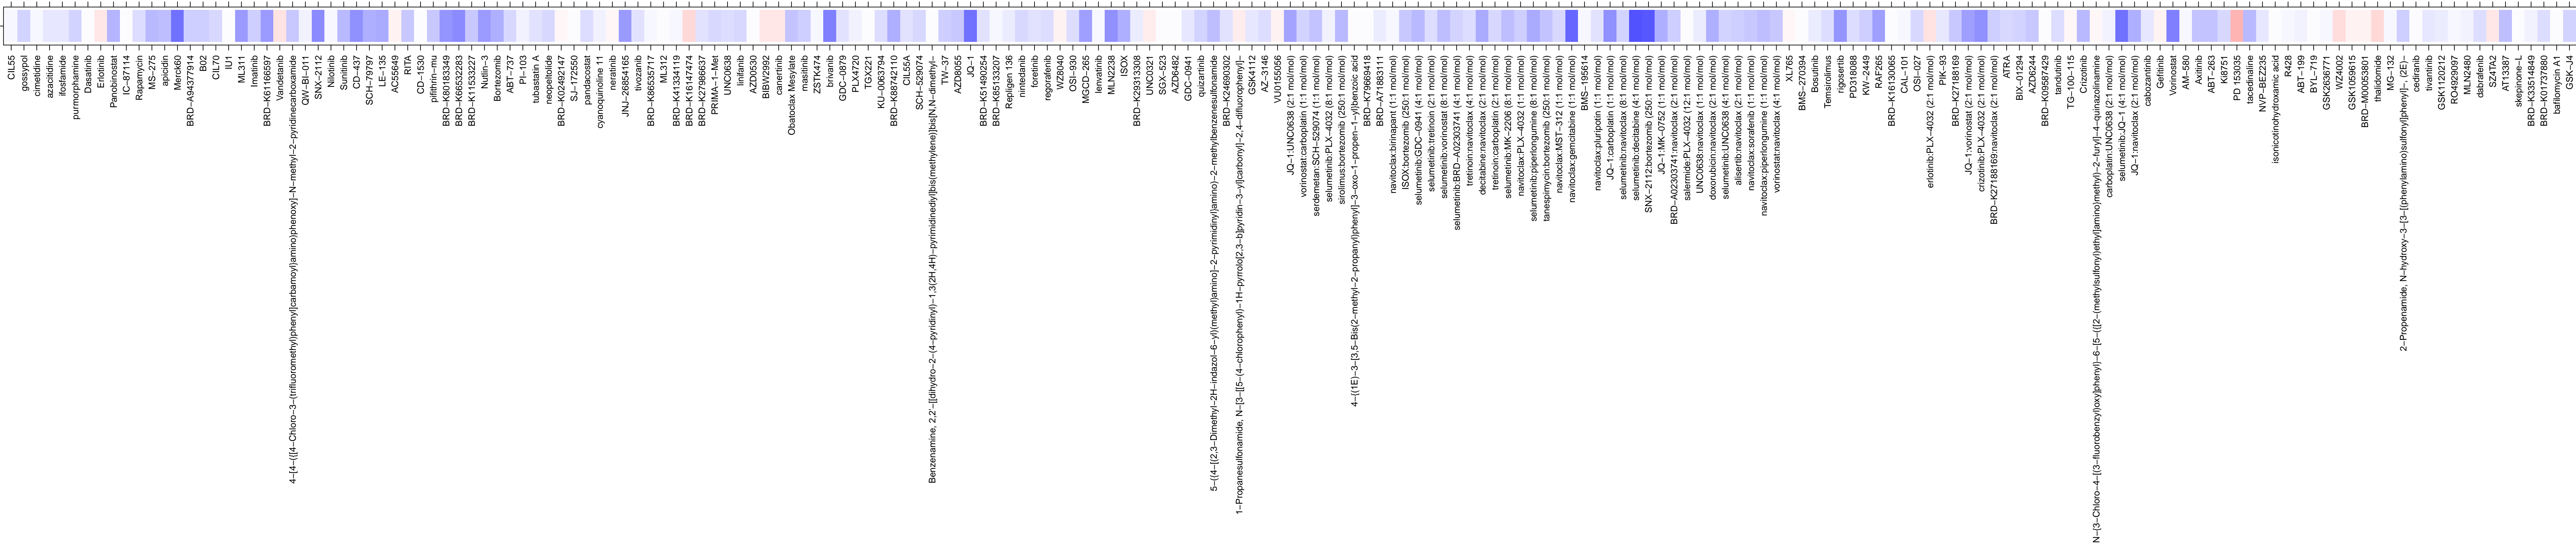 CIL55
gossypol
cimetidine
azacitidine
ifosfamide
purmorphamine
Dasatinib
Erlotinib
Panobinostat
IC−87114
Rapamycin
MS−275
apicidin
Merck60
BRD−A94377914
B02
CIL70
IU1
ML311
Imatinib
BRD−K61166597
Vandetanib
4−[4−({[4−Chloro−3−(trifluoromethyl)phenyl]carbamoyl}amino)phenoxy]−N−methyl−2−pyridinecarboxamide
QW−BI−011
SNX−2112
Nilotinib
Sunitinib
CD−437
SCH−79797
LE−135
AC55649
RITA
CD−1530
pifithrin−mu
BRD−K80183349
BRD−K66532283
BRD−K11533227
Nutlin−3
Bortezomib
ABT−737
PI−103
tubastatin A
neopeltolide
BRD−K02492147
SJ−172550
parbendazole
cyanoquinoline 11
neratinib
JNJ−26854165
tivozanib
BRD−K86535717
ML312
BRD−K41334119
BRD−K16147474
BRD−K27986637
PRIMA−1−Met
UNC0638
linifanib
AZD0530
BIBW2992
canertinib
Obatoclax Mesylate
masitinib
ZSTK474
brivanib
GDC−0879
PLX4720
TGX221
KU−0063794
BRD−K88742110
CIL55A
SCH−529074
Benzenamine, 2,2'−[[dihydro−2−(4−pyridinyl)−1,3(2H,4H)−pyrimidinediyl]bis(methylene)]bis[N,N−dimethyl−
TW−37
AZD8055
JQ−1
BRD−K51490254
BRD−K85133207
Repligen 136
nintedanib
foretinib
regorafenib
WZ8040
OSI−930
MGCD−265
lenvatinib
MLN2238
ISOX
BRD−K29313308
UNC0321
SGX−523
AZD6482
GDC−0941
quizartinib
5−({4−[(2,3−Dimethyl−2H−indazol−6−yl)(methyl)amino]−2−pyrimidinyl}amino)−2−methylbenzenesulfonamide
BRD−K24690302
1−Propanesulfonamide, N−[3−[[5−(4−chlorophenyl)−1H−pyrrolo[2,3−b]pyridin−3−yl]carbonyl]−2,4−difluorophenyl]−
GSK4112
AZ−3146
VU0155056
JQ−1:UNC0638 (2:1 mol/mol)
vorinostat:carboplatin (1:1 mol/mol)
serdemetan:SCH−529074 (1:1 mol/mol)
selumetinib:PLX−4032 (8:1 mol/mol)
sirolimus:bortezomib (250:1 mol/mol)
4−{(1E)−3−[3,5−Bis(2−methyl−2−propanyl)phenyl]−3−oxo−1−propen−1−yl}benzoic acid
BRD−K79669418
BRD−A71883111
navitoclax:birinapant (1:1 mol/mol)
ISOX:bortezomib (250:1 mol/mol)
selumetinib:GDC−0941 (4:1 mol/mol)
selumetinib:tretinoin (2:1 mol/mol)
selumetinib:vorinostat (8:1 mol/mol)
selumetinib:BRD−A02303741 (4:1 mol/mol)
tretinoin:navitoclax (4:1 mol/mol)
decitabine:navitoclax (2:1 mol/mol)
tretinoin:carboplatin (2:1 mol/mol)
selumetinib:MK−2206 (8:1 mol/mol)
navitoclax:PLX−4032 (1:1 mol/mol)
selumetinib:piperlongumine (8:1 mol/mol)
tanespimycin:bortezomib (250:1 mol/mol)
navitoclax:MST−312 (1:1 mol/mol)
navitoclax:gemcitabine (1:1 mol/mol)
BMS−195614
navitoclax:pluripotin (1:1 mol/mol)
JQ−1:carboplatin (1:1 mol/mol)
selumetinib:navitoclax (8:1 mol/mol)
selumetinib:decitabine (4:1 mol/mol)
SNX−2112:bortezomib (250:1 mol/mol)
JQ−1:MK−0752 (1:1 mol/mol)
BRD−A02303741:navitoclax (2:1 mol/mol)
salermide:PLX−4032 (12:1 mol/mol)
UNC0638:navitoclax (1:1 mol/mol)
doxorubicin:navitoclax (2:1 mol/mol)
selumetinib:UNC0638 (4:1 mol/mol)
alisertib:navitoclax (2:1 mol/mol)
navitoclax:sorafenib (1:1 mol/mol)
navitoclax:piperlongumine (1:1 mol/mol)
vorinostat:navitoclax (4:1 mol/mol)
XL765
BMS−270394
Bosutinib
Temsirolimus
rigosertib
PD318088
KW−2449
RAF265
BRD−K16130065
CAL−101
OSI−027
erlotinib:PLX−4032 (2:1 mol/mol)
PIK−93
BRD−K27188169
JQ−1:vorinostat (2:1 mol/mol)
crizotinib:PLX−4032 (2:1 mol/mol)
BRD−K27188169:navitoclax (2:1 mol/mol)
ATRA
BIX−01294
AZD6244
BRD−K09587429
tandutinib
TG−100−115
Crizotinib
N−{3−Chloro−4−[(3−fluorobenzyl)oxy]phenyl}−6−[5−({[2−(methylsulfonyl)ethyl]amino}methyl)−2−furyl]−4−quinazolinamine
carboplatin:UNC0638 (2:1 mol/mol)
selumetinib:JQ−1 (4:1 mol/mol)
JQ−1:navitoclax (2:1 mol/mol)
cabozantinib
Gefitinib
Vorinostat
AM−580
Axitinib
ABT−263
Ki8751
PD 153035
tacedinaline
NVP−BEZ235
isonicotinohydroxamic acid
R428
ABT−199
BYL−719
GSK2636771
WZ4002
GSK1059615
BRD−M00053801
thalidomide
MG−132
2−Propenamide, N−hydroxy−3−[3−[(phenylamino)sulfonyl]phenyl]−, (2E)−
cediranib
tivantinib
GSK1120212
RO4929097
MLN2480
dabrafenib
SZ4TA2
AT13387
skepinone−L
BRD−K33514849
BRD−K01737880
bafilomycin A1
GSK−J4